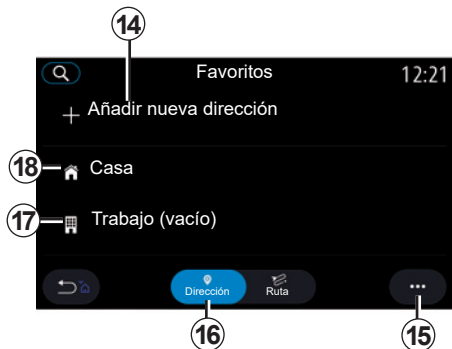 14
Favoritos 12:21
+ Añadir nueva dirección
18 Casa
17 Trabajo (vacío)
Dirección Ruta ...
16 15